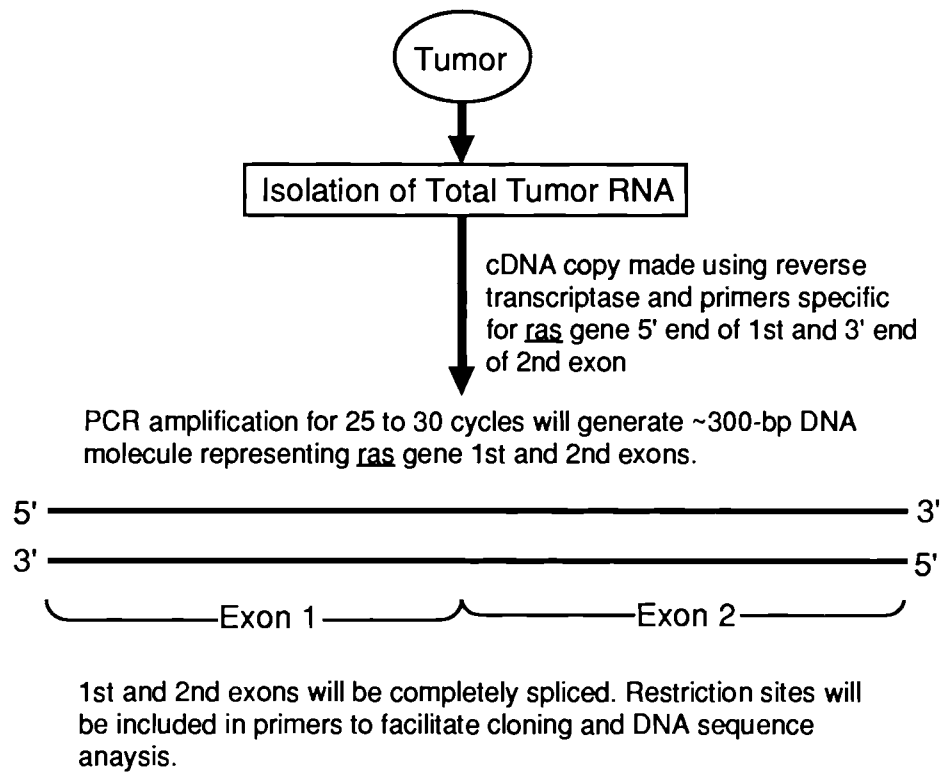 Tumor
Isolation of Total Tumor RNA
cDNA copy made using reverse
transcriptase and primers specific
for ras gene 5' end of 1st and 3' end
of 2nd exon
PCR amplification for 25 to 30 cycles will generate ~300-bp DNA
molecule representing ras gene 1st and 2nd exons.
5' 3'
3' 5'
Exon 1 Exon 2
1st and 2nd exons will be completely spliced. Restriction sites will
be included in primers to facilitate cloning and DNA sequence
anaysis.